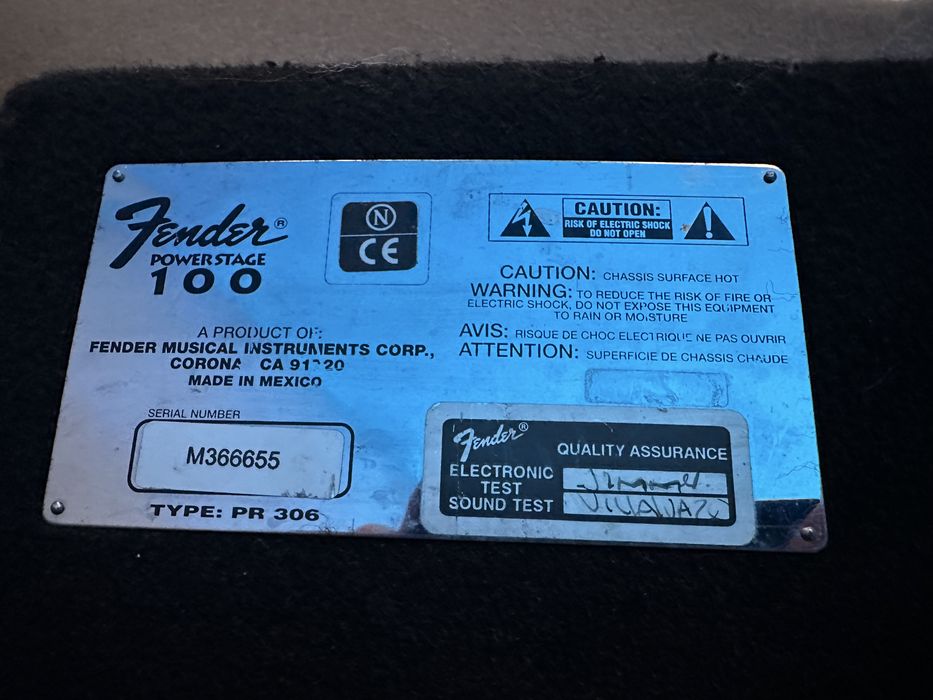 Fender®
POWERSTAGE
100
N
CE
CAUTION:
RISK OF ELECTRIC SHOCK
DO NOT OPEN
A PRODUCT OF:
FENDER MUSICAL INSTRUMENTS CORP.,
CORONA CA
MADE IN MEXICO
CAUTION: CHASSIS SURFACE HOT
WARNING: TO REDUCE THE RISK OF FIRE OR
ELECTRIC SHOCK, DO NOT EXPOSE THIS EQUIPMENT
TO RAIN OR MOISTURE
AVIS: RISQUE DE CHOC ELECTRIQUE NE PAS OUVRIR
ATTENTION: SUPERFICIE DE CHASSIS CHAUDE
SERIAL NUMBER
M366655
TYPE: PR 306
Fender®
QUALITY ASSURANCE
ELECTRONIC
TEST
SOUND TEST